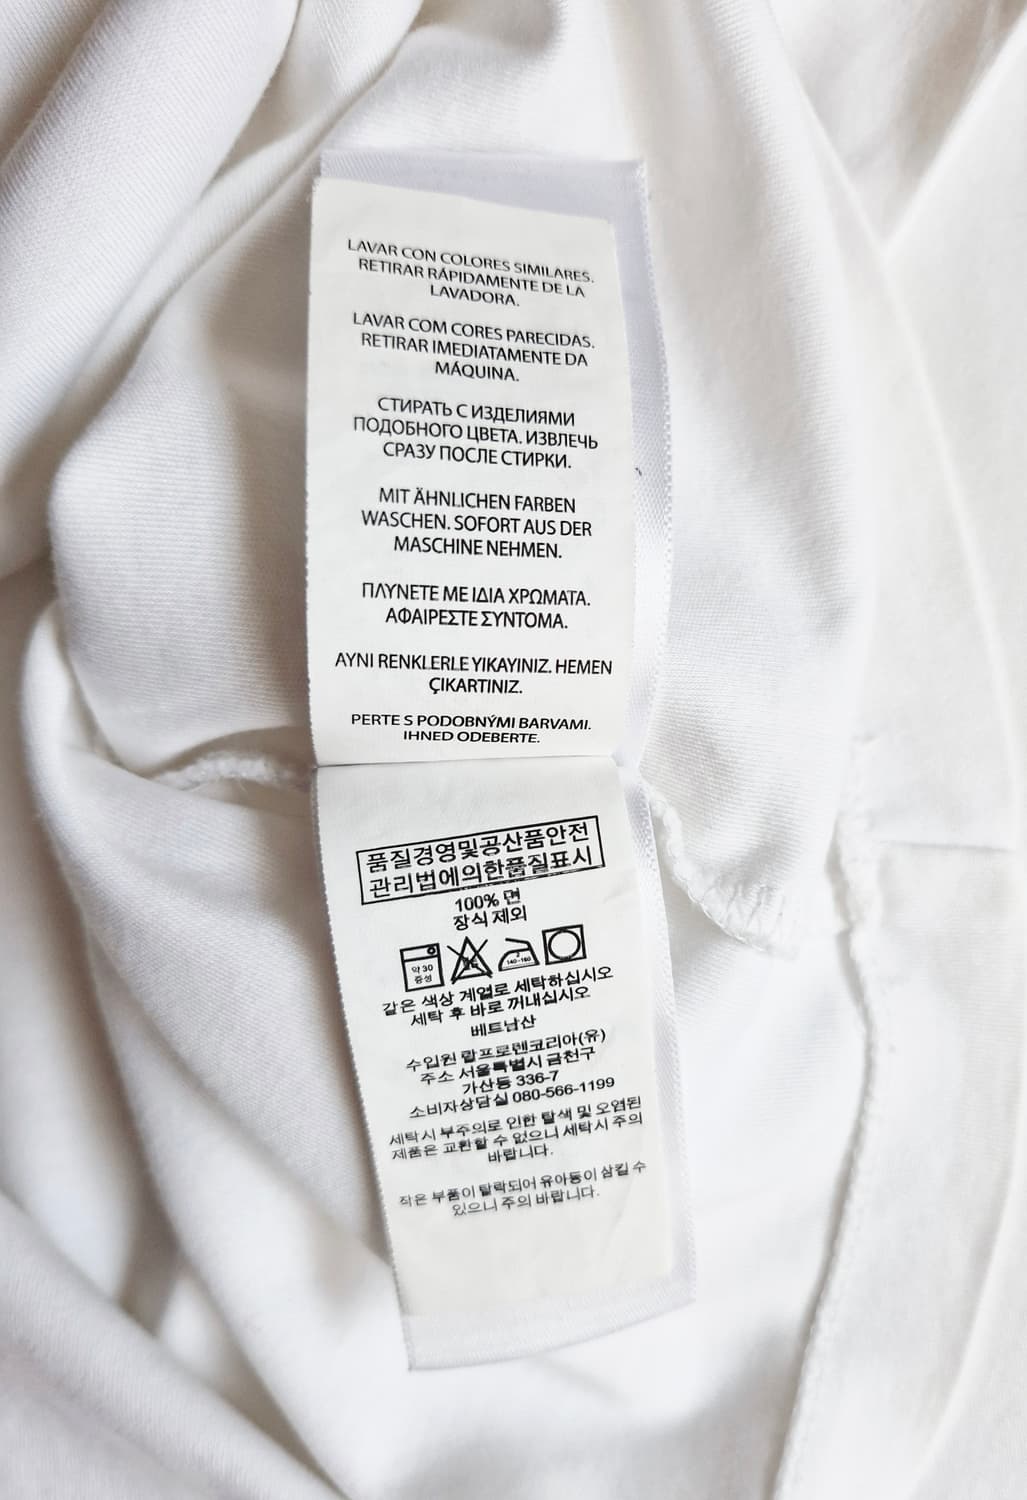 LAVAR CON COLORES SIMILARES.
RETIRAR RÁPIDAMENTE DE LA
LAVADORA.
LAVAR COM CORES PARECIDAS.
RETIRAR IMEDIATAMENTE DA
MÁQUINA.
СТИРАТЬ С ИЗДЕЛИЯМИ
ПОДОБНОГО ЦВЕТА. ИЗВЛЕЧЬ
СРАЗУ ПОСЛЕ СТИРКИ.
MIT ÄHNLICHEN FARBEN
WASCHEN. SOFORT AUS DER
MASCHINE NEHMEN.
ΠΛΥΝΕΤΕ ΜΕ ΙΔΙΑ ΧΡΩΜΑΤΑ.
ΑΦΑΙΡΕΣΤΕ ΣΥΝΤΟΜΑ.
AYNI RENKLERLE YIKAYINIZ. HEMEN
ÇIKARTINIZ.
PERTE S PODOBNÝMI BARVAMI.
IHNED ODEBERTE.
품질경영및공산품안전
관리법에의한품질표시
100% 면
장식 제외
약 30
중성
140~160
같은 색상 계열로 세탁하십시오
세탁 후 바로 꺼내십시오
베트남산
수입원 랄프로렌코리아(유)
주소 서울특별시 금천구
가산동 336-7
소비자상담실 080-566-1199
세탁시 부주의로 인한 탈색 및 오염된
제품은 교환할 수 없으니 세탁시 주의
바랍니다.
작은 부품이 탈락되어 유아등이 삼킬 수
있으니 주의 바랍니다.